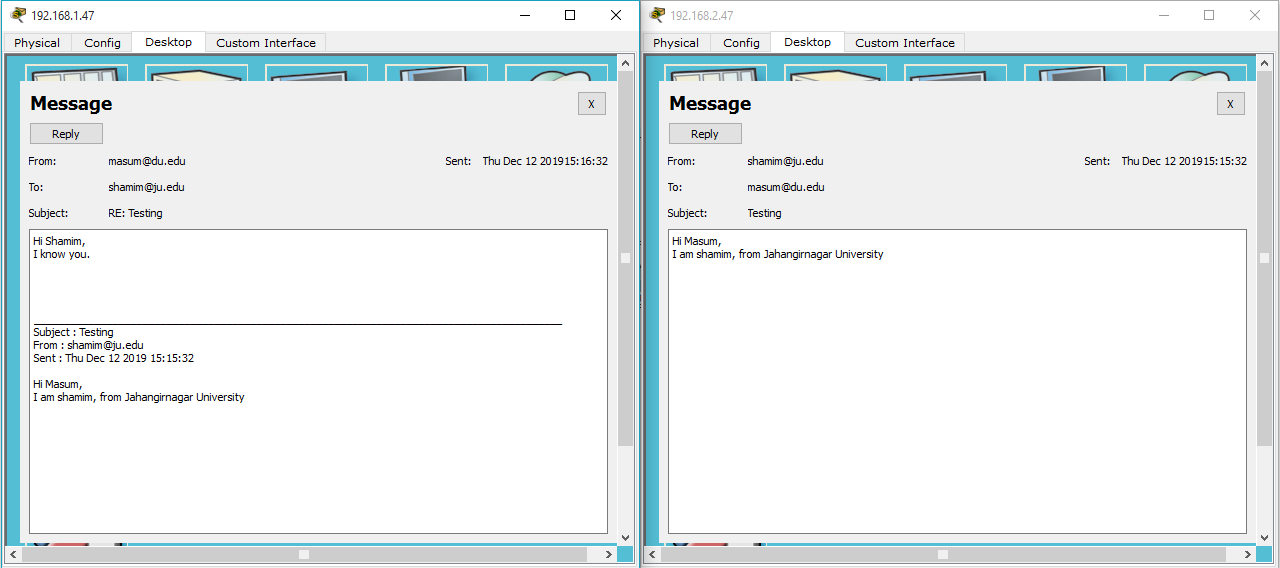 192.168.1.47
Physical Config Desktop Custom Interface
Message
X
Reply
From: masum@du.edu Sent: Thu Dec 12 201915:16:32
To: shamim@ju.edu
Subject: RE: Testing
Hi Shamim,
I know you.
Subject : Testing
From : shamim@ju.edu
Sent : Thu Dec 12 2019 15:15:32
Hi Masum,
I am shamim, from Jahangirnagar University
192.168.2.47
Physical Config Desktop Custom Interface
Message
X
Reply
From: shamim@ju.edu Sent: Thu Dec 12 201915:15:32
To: masum@du.edu
Subject: Testing
Hi Masum,
I am shamim, from Jahangirnagar University